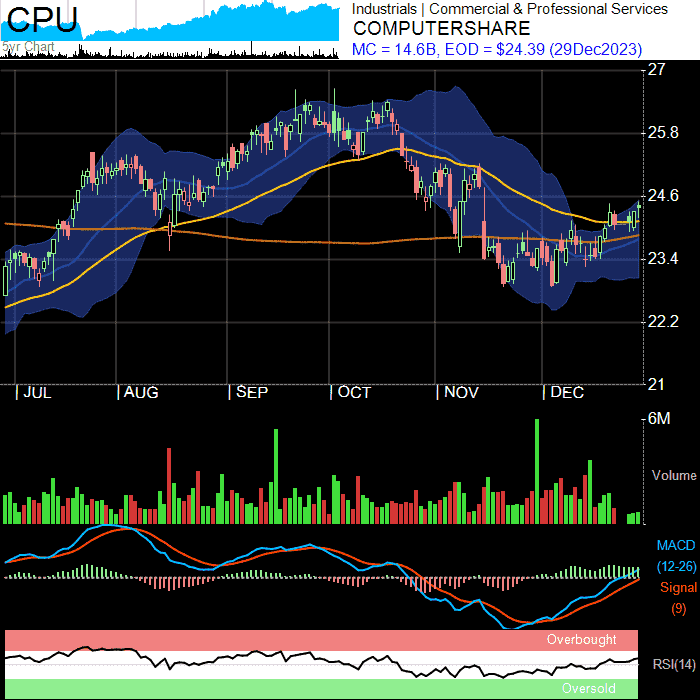 CPU
5yr Chart
Industrials | Commercial & Professional Services
COMPUTERSHARE
MC = 14.6B, EOD = $24.39 (29Dec2023)
27
25.8
24.6
23.4
22.2
21
| JUL | AUG | SEP | OCT | NOV | DEC
6M
Volume
MACD
(12-26)
Signal
(9)
Overbought
RSI(14)
Oversold